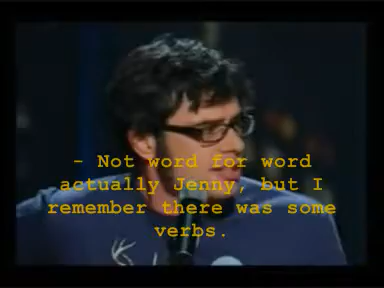 - Not word for word
actually Jenny, but I
remember there was some
verbs.